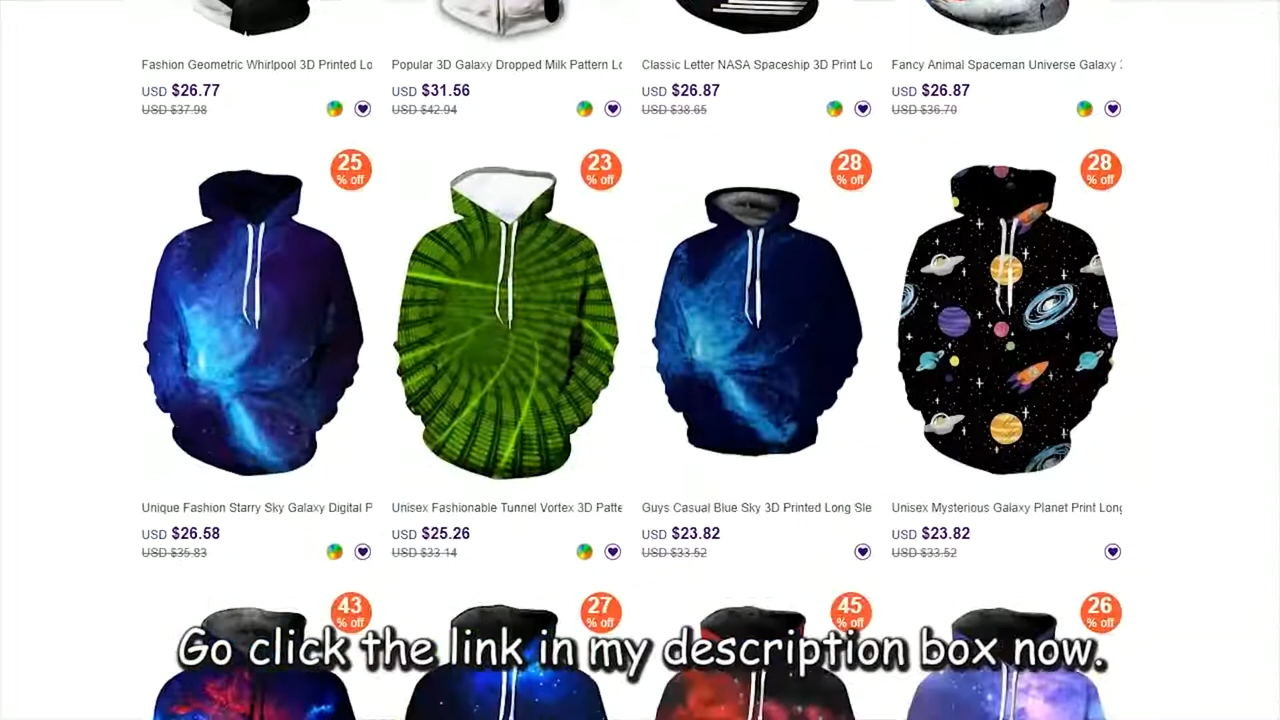 Fashion Geometric Whirlpool 3D Printed Lo
Popular 3D Galaxy Dropped Milk Pattern Lo
Classic Letter NASA Spaceship 3D Print Lo
Fancy Animal Spaceman Universe Galaxy
USD $26.77
USD $31.56
USD $26.87
USD $26.87
USD $37.98
USD $42.94
USD $38.65
USD $36.70
25
% off
23
% off
28
% off
28
% off
Unique Fashion Starry Sky Galaxy Digital P
Unisex Fashionable Tunnel Vortex 3D Patte
Guys Casual Blue Sky 3D Printed Long Sle
Unisex Mysterious Galaxy Planet Print Long
USD $26.58
USD $25.26
USD $23.82
USD $23.82
USD $35.83
USD $33.14
USD $33.52
USD $33.52
43
% off
27
% off
45
% off
26
% off
Go click the link in my description box now.